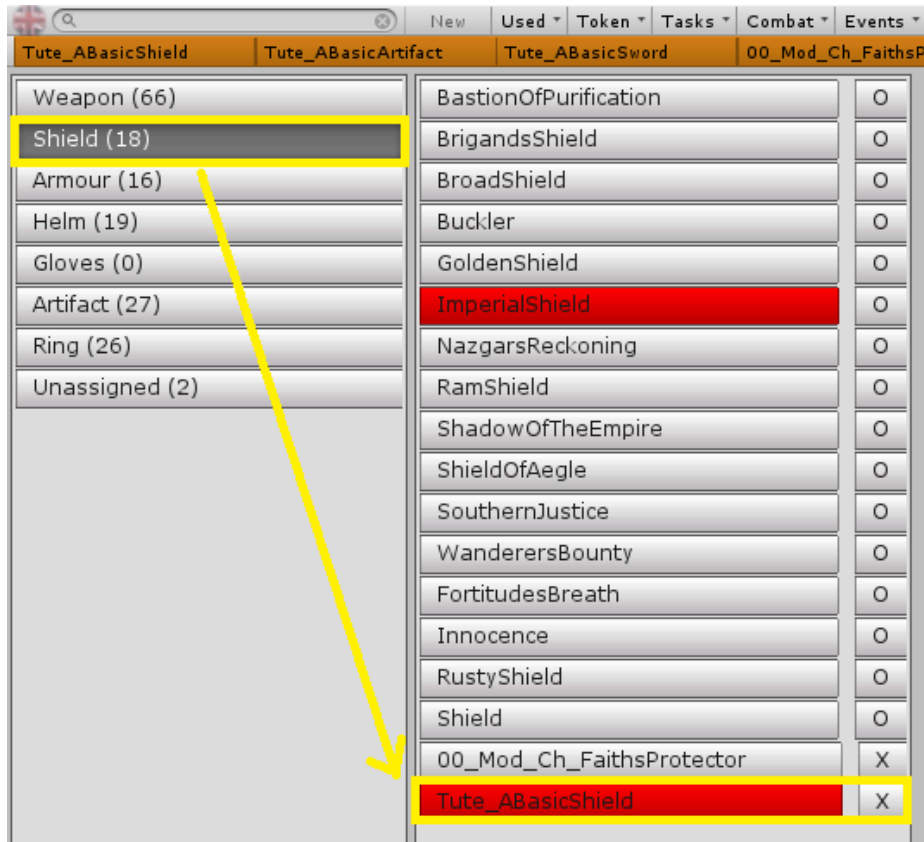 New Used Token Tasks Combat Events
Tute_ABasicShield Tute_ABasicArtifact Tute_ABasicSword 00_Mod_Ch_FaithsP
Weapon (66)
Shield (18)
Armour (16)
Helm (19)
Gloves (0)
Artifact (27)
Ring (26)
Unassigned (2)
BastionOfPurification O
BrigandsShield O
BroadShield O
Buckler O
GoldenShield O
ImperialShield O
NazgarsReckoning O
RamShield O
ShadowOfTheEmpire O
ShieldOfAegle O
SouthernJustice O
WanderersBounty O
FortitudesBreath O
Innocence O
RustyShield O
Shield O
00_Mod_Ch_FaithsProtector X
Tute_ABasicShield X